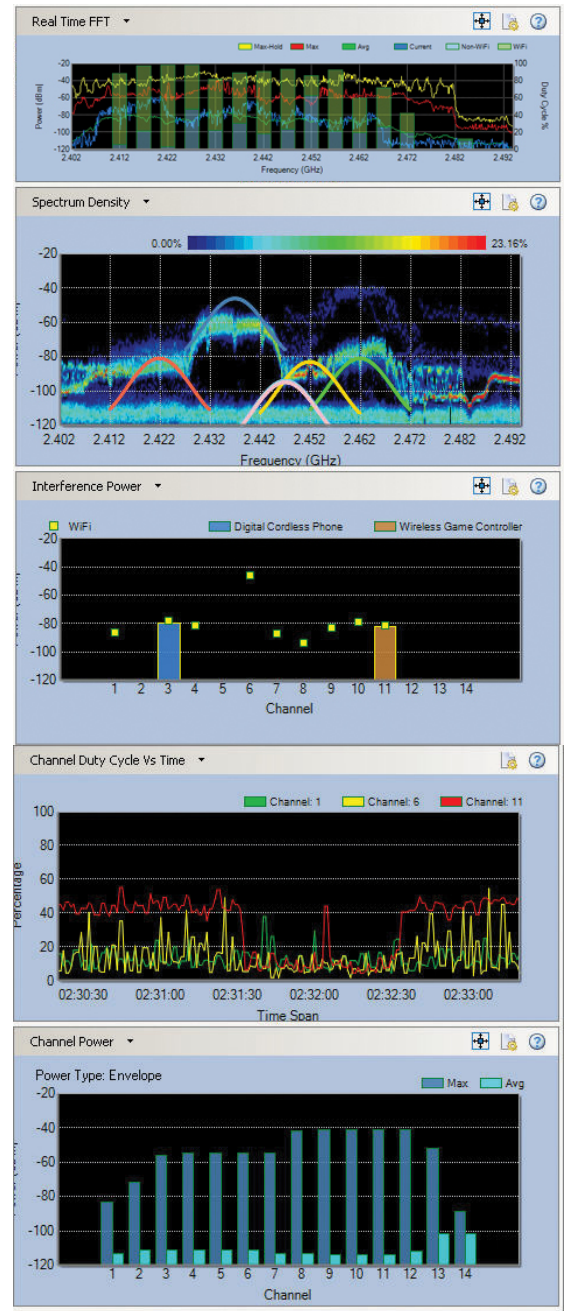 Real Time FFT
Max-Hold Max Avg Current Non-WiFi WiFi
-20 100
-40 80
-60 60
-80 40
-100 20
-120 0
Power [dBm]
Duty Cycle %
2.402 2.412 2.422 2.432 2.442 2.452 2.462 2.472 2.482 2.492
Frequency (GHz)
Spectrum Density
0.00% 23.16%
-20
-40
-60
-80
-100
-120
2.402 2.412 2.422 2.432 2.442 2.452 2.462 2.472 2.482 2.492
Frequency (GHz)
Interference Power
WiFi Digital Cordless Phone Wireless Game Controller
-20
-40
-60
-80
-100
-120
1 2 3 4 5 6 7 8 9 10 11 12 13 14
Channel
Channel Duty Cycle Vs Time
Channel: 1 Channel: 6 Channel: 11
100
80
60
40
20
0
Percentage
02:30:30 02:31:00 02:31:30 02:32:00 02:32:30 02:33:00
Time Span
Channel Power
Power Type: Envelope
Max Avg
-20
-40
-60
-80
-100
-120
1 2 3 4 5 6 7 8 9 10 11 12 13 14
Channel